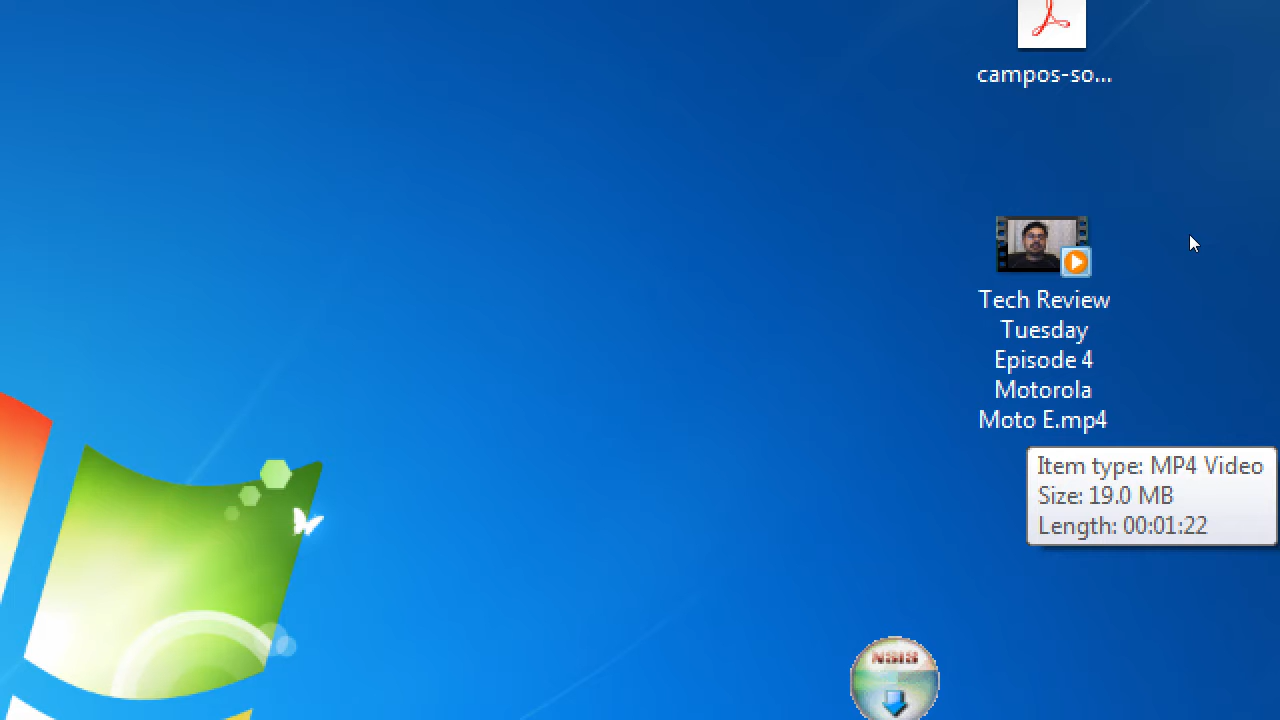 campos-so...
Tech Review
Tuesday
Episode 4
Motorola
Moto E.mp4
Item type: MP4 Video
Size: 19.0 MB
Length: 00:01:22
NSIS